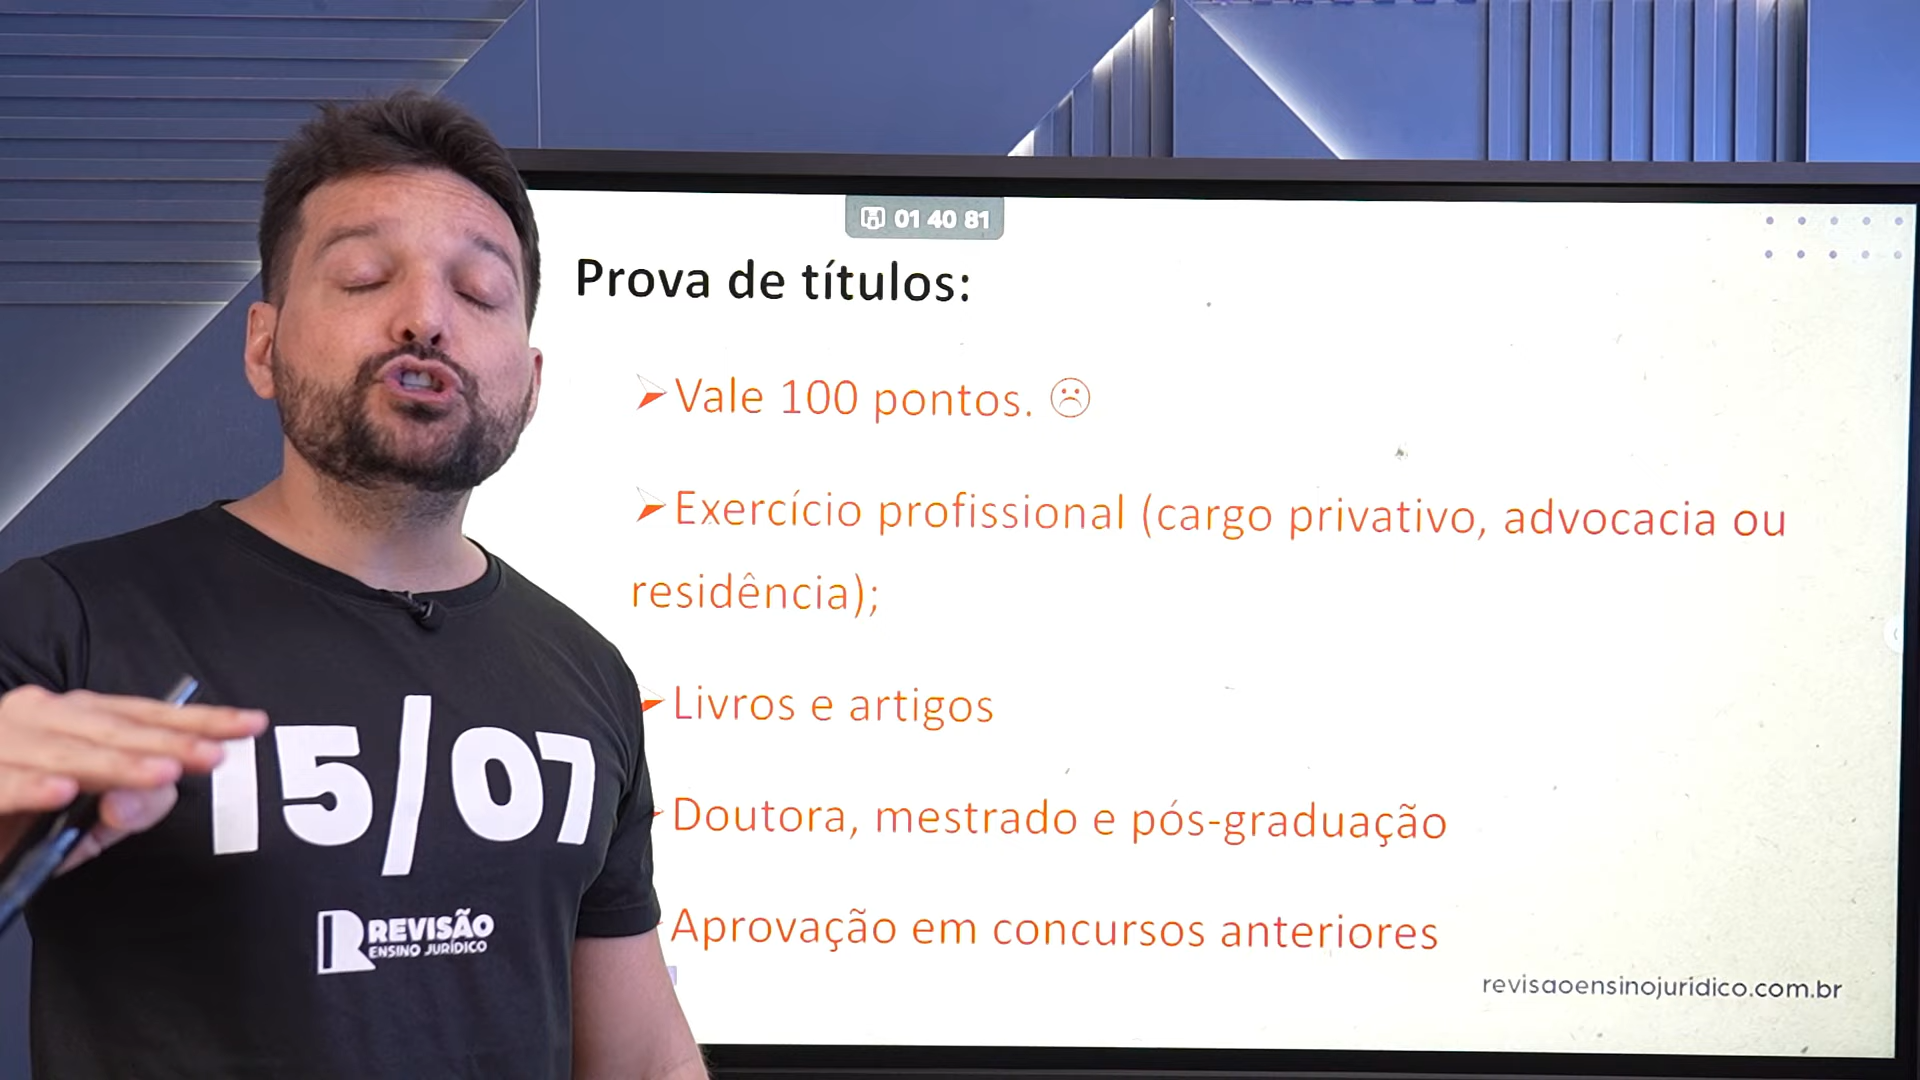 01 40 81
Prova de títulos:
Vale 100 pontos. ☹
Exercício profissional (cargo privativo, advocacia ou
residência);
Livros e artigos
Doutora, mestrado e pós-graduação
Aprovação em concursos anteriores
revisaoensinojurídico.com.br
15/07
REVISÃO
ENSINO JURÍDICO